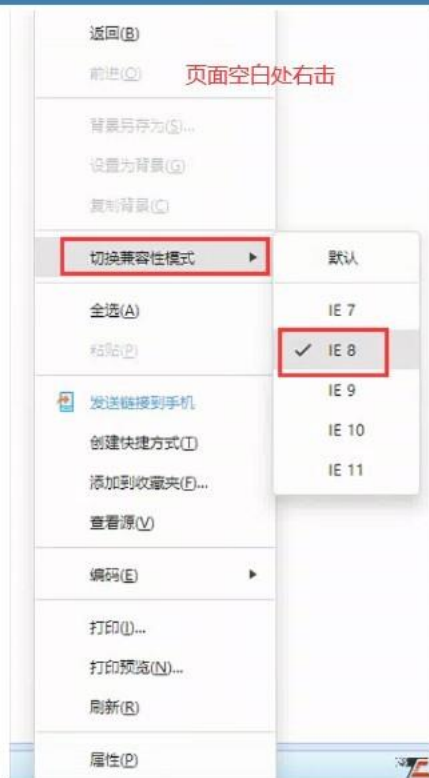 返回(B)
前进(O)
页面空白处右击
背景另存为(S)...
设置为背景(G)
复制背景(C)
切换兼容性模式
默认
全选(A)
IE 7
粘贴(P)
IE 8
发送链接到手机
IE 9
创建快捷方式(T)
IE 10
添加到收藏夹(F)...
IE 11
查看源(V)
编码(E)
打印(I)...
打印预览(N)...
刷新(R)
属性(P)